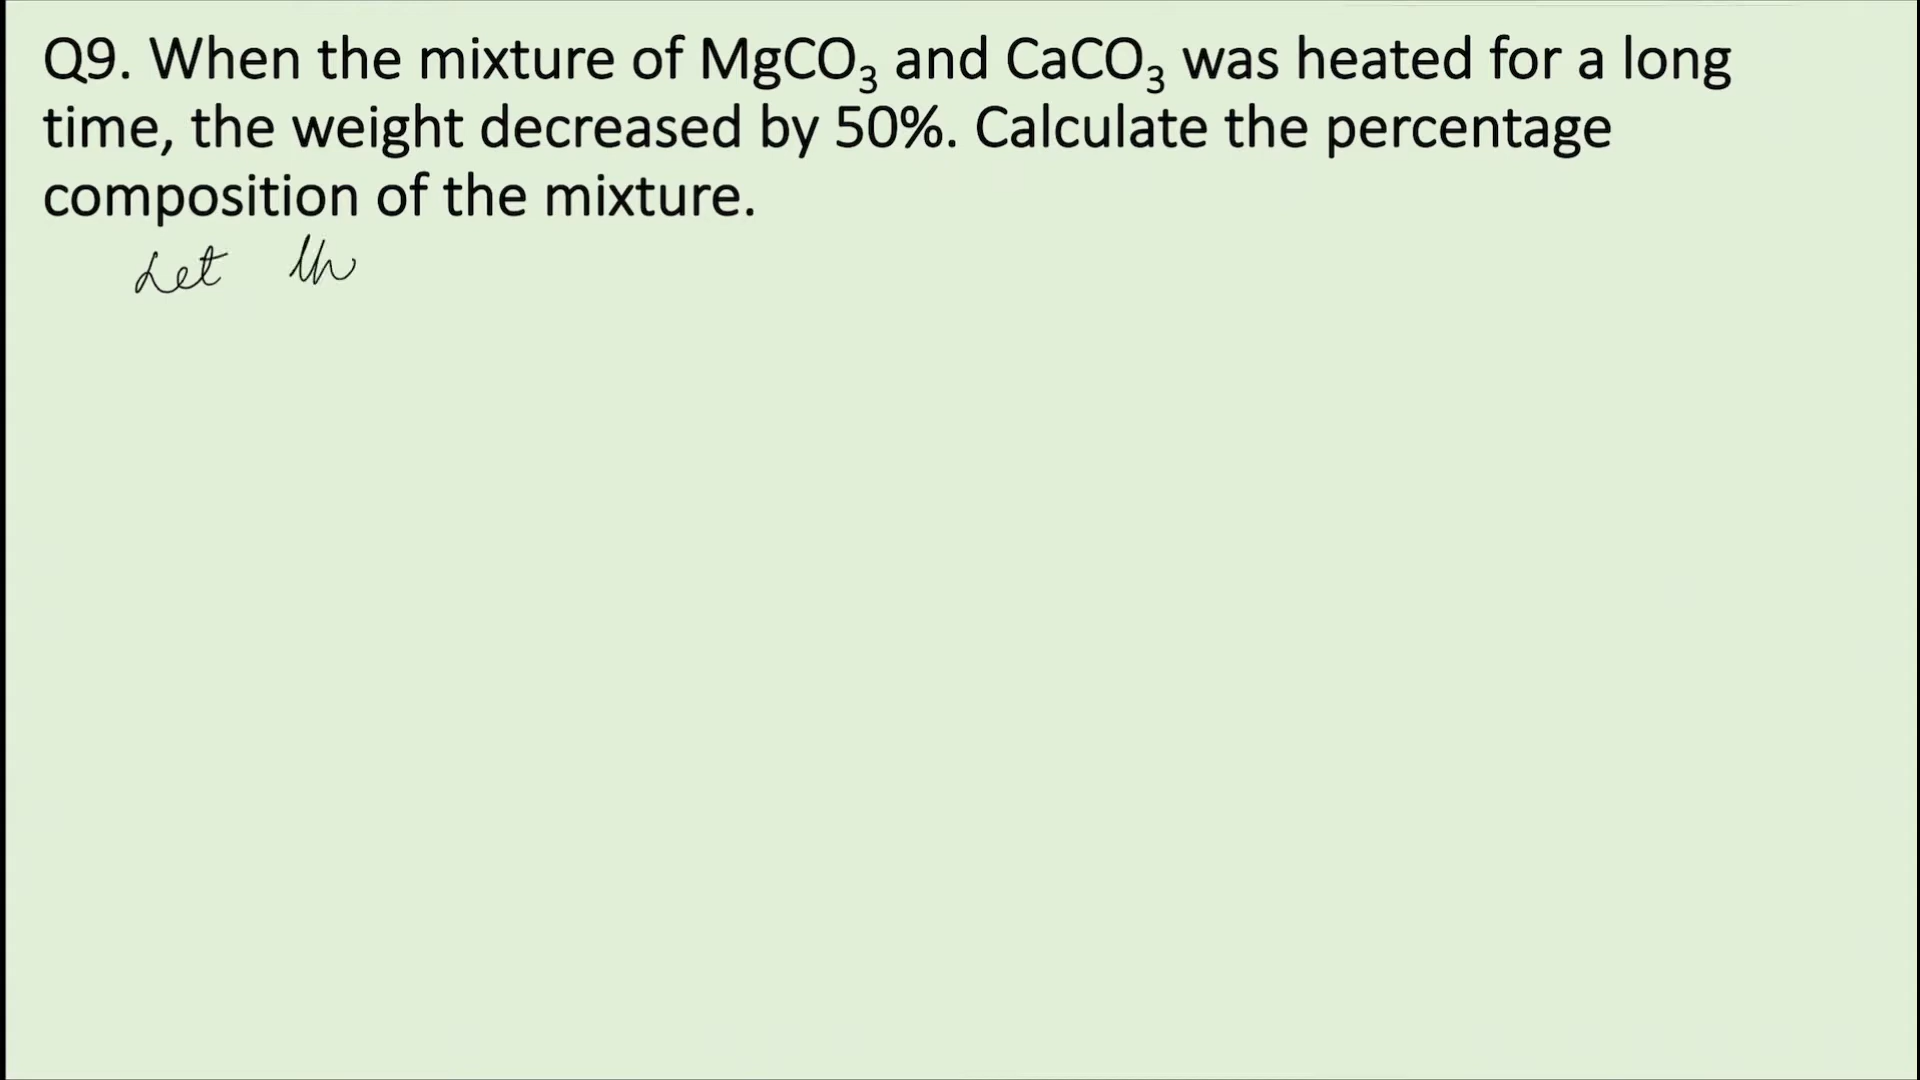 Q9. When the mixture of MgCO₃ and CaCO₃ was heated for a long
time, the weight decreased by 50%. Calculate the percentage
composition of the mixture.
Let th